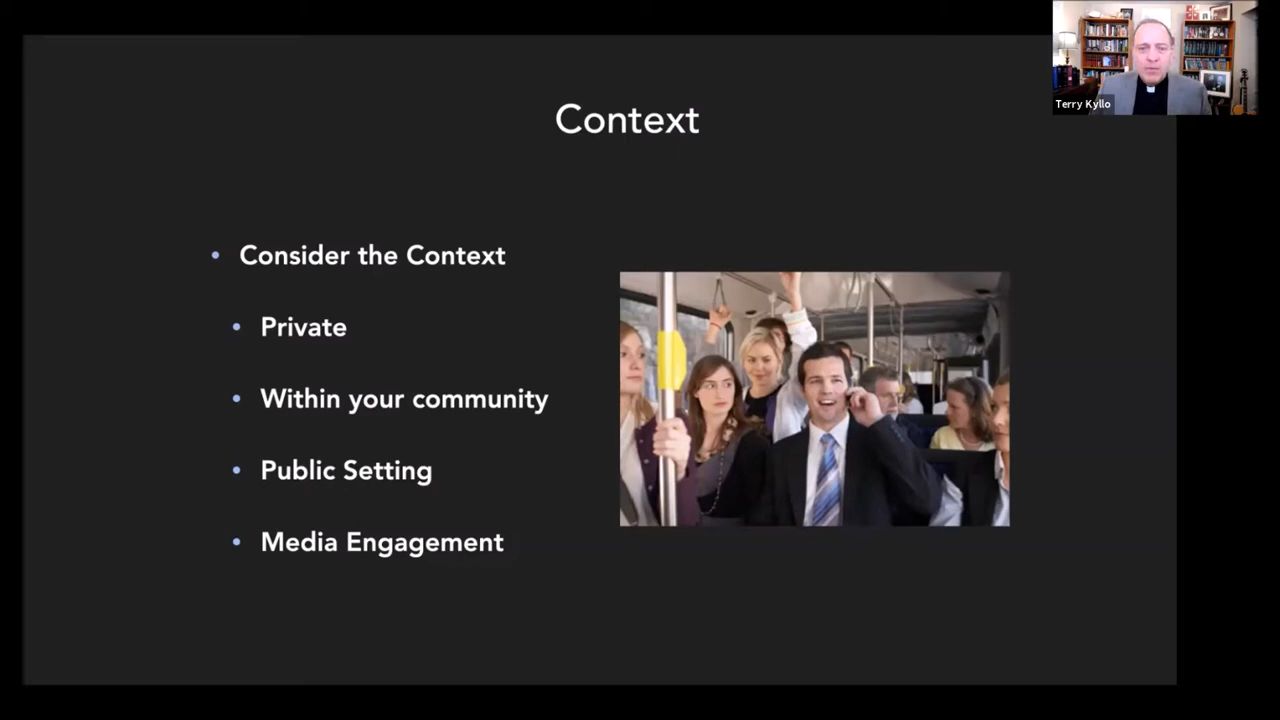 Terry Kyllo
Context
Consider the Context
Private
Within your community
Public Setting
Media Engagement